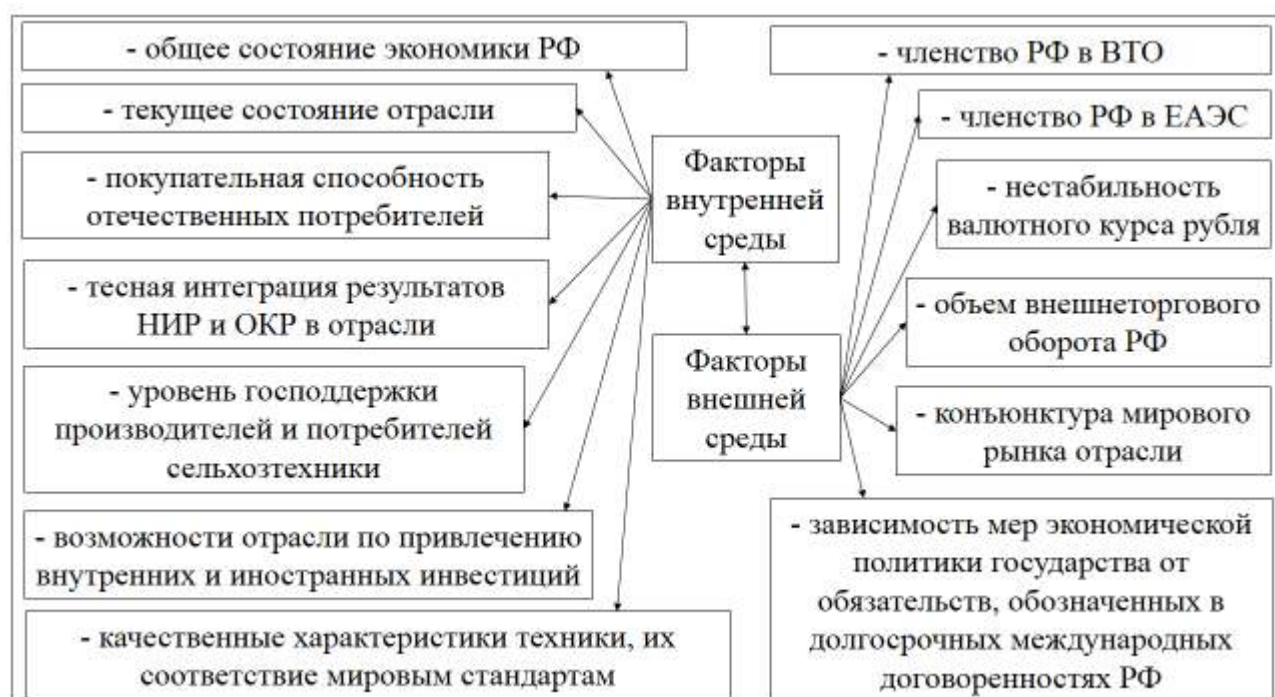 - общее состояние экономики РФ
- текущее состояние отрасли
- покупательная способность
отечественных потребителей
- тесная интеграция результатов
НИР и ОКР в отрасли
- уровень господдержки
производителей и потребителей
сельхозтехники
- возможности отрасли по привлечению
внутренних и иностранных инвестиций
- качественные характеристики техники, их
соответствие мировым стандартам
Факторы
внутренней
среды
Факторы
внешней
среды
- членство РФ в ВТО
- членство РФ в ЕАЭС
- нестабильность
валютного курса рубля
- объем внешнеторгового
оборота РФ
- конъюнктура мирового
рынка отрасли
- зависимость мер экономической
политики государства от
обязательств, обозначенных в
долгосрочных международных
договоренностях РФ